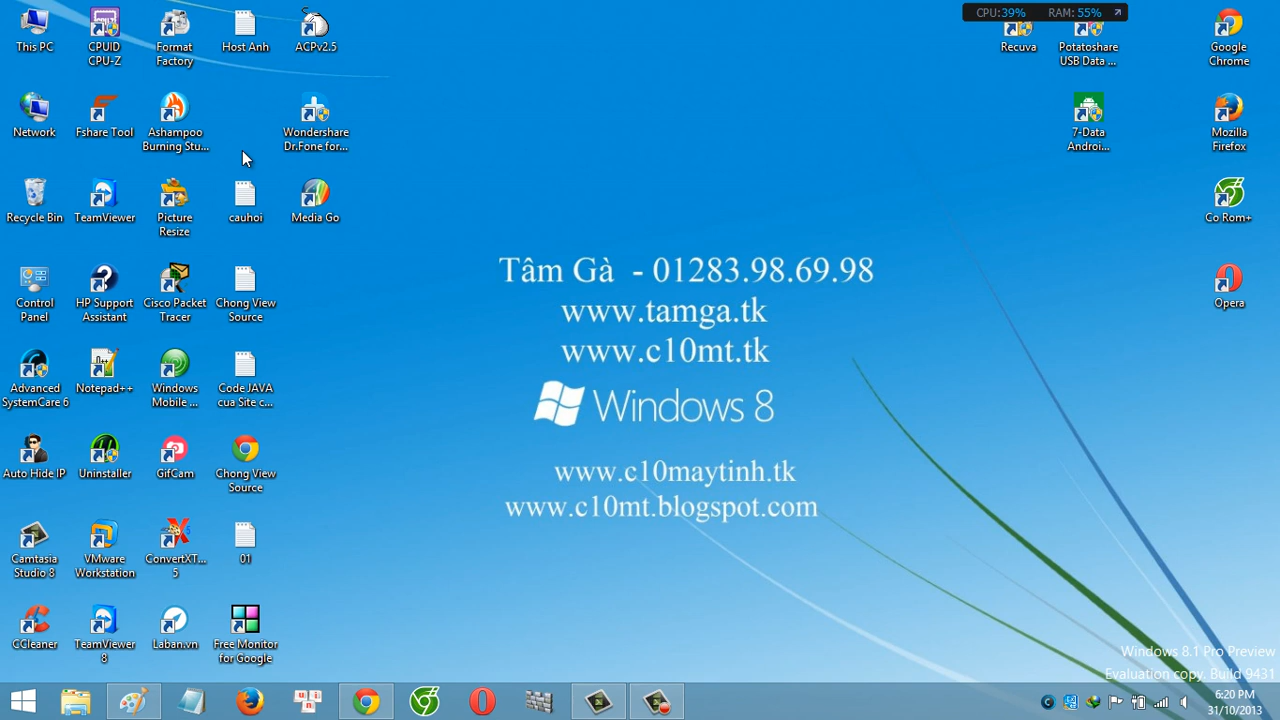 CPU:39% RAM: 55%
This PC
CPUID
CPU-Z
Format
Factory
Host Anh
ACPv2.5
Recuva
Potatoshare
USB Data ...
Google
Chrome
Network
Fshare Tool
Ashampoo
Burning Stu...
Wondershare
Dr.Fone for...
7-Data
Androi...
Mozilla
Firefox
Recycle Bin
TeamViewer
Picture
Resize
cauhoi
Media Go
Co Rom+
Tâm Gà - 01283.98.69.98
www.tamga.tk
www.c10mt.tk
Windows 8
www.c10maytinh.tk
www.c10mt.blogspot.com
Control
Panel
HP Support
Assistant
Cisco Packet
Tracer
Chong View
Source
Opera
Advanced
SystemCare 6
Notepad++
Windows
Mobile ...
Code JAVA
cua Site c...
Auto Hide IP
Uninstaller
GifCam
Chong View
Source
Camtasia
Studio 8
VMware
Workstation
ConvertXT...
5
01
CCleaner
TeamViewer
8
Laban.vn
Free Monitor
for Google
Windows 8.1 Pro Preview
Evaluation copy. Build 9431
6:20 PM
31/10/2013